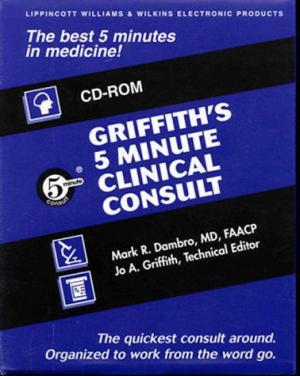 LIPPINCOTT WILLIAMS & WILKINS ELECTRONIC PRODUCTS
The best 5 minutes
in medicine!
CD-ROM
GRIFFITH'S
5 MINUTE
CLINICAL
CONSULT
5 minute
consult
®
Mark R. Dambro, MD, FAACP
Jo A. Griffith, Technical Editor
The quickest consult around.
Organized to work from the word go.